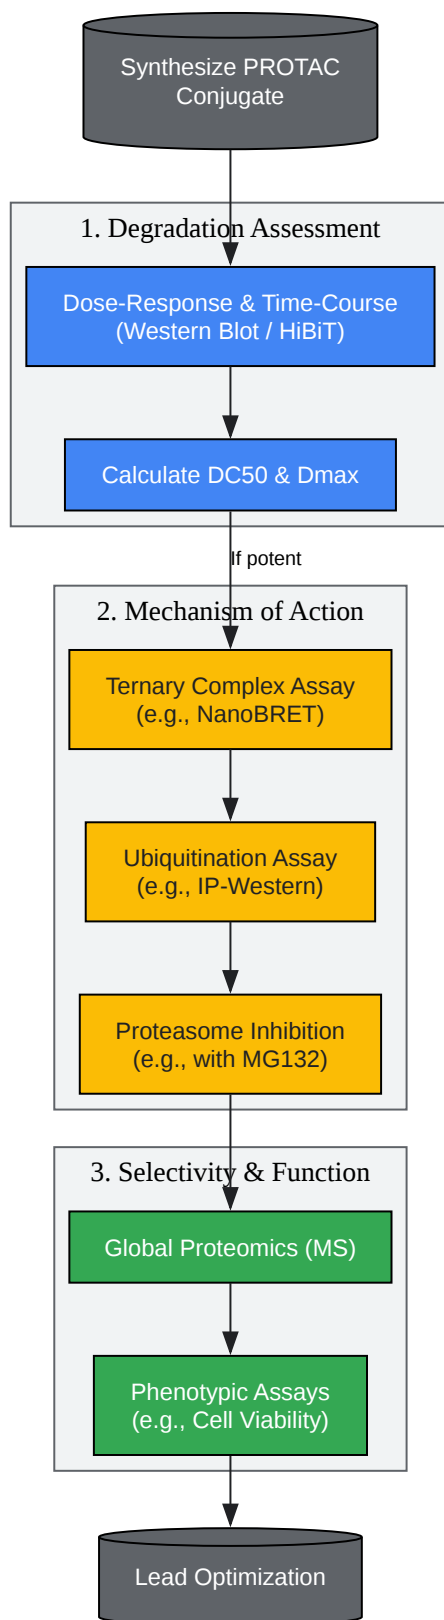 Synthesize PROTAC
Conjugate
1. Degradation Assessment
Dose-Response & Time-Course
(Western Blot / HiBiT)
Calculate DC50 & Dmax
If potent
2. Mechanism of Action
Ternary Complex Assay
(e.g., NanoBRET)
Ubiquitination Assay
(e.g., IP-Western)
Proteasome Inhibition
(e.g., with MG132)
3. Selectivity & Function
Global Proteomics (MS)
Phenotypic Assays
(e.g., Cell Viability)
Lead Optimization